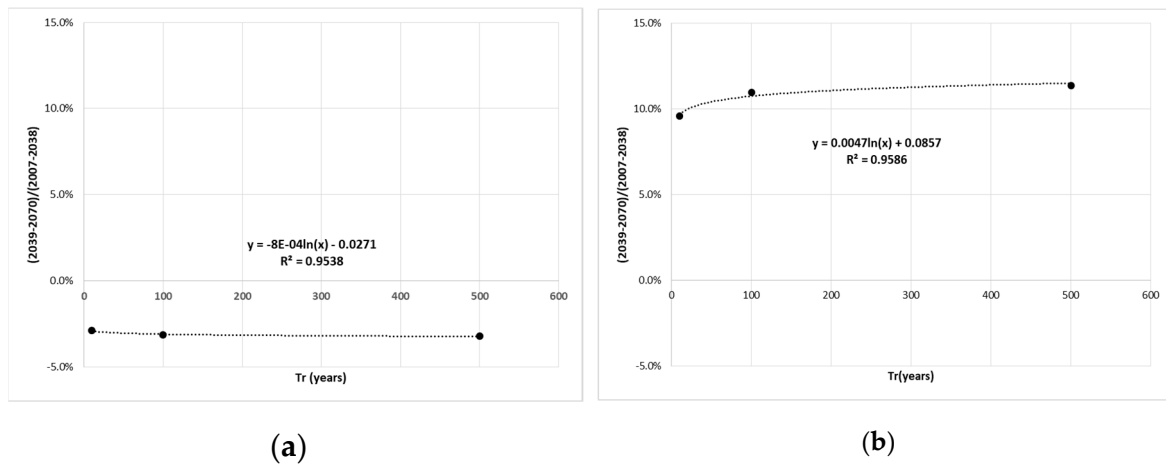 15.0%
10.0%
5.0%
0.0%
-5.0%
(2039-2070)/(2007-2038)
y = -8E-04ln(x) - 0.0271
R² = 0.9538
0 100 200 300 400 500 600
Tr (years)
(a)
15.0%
10.0%
5.0%
0.0%
-5.0%
(2039-2070)/(2007-2038)
y = 0.0047ln(x) + 0.0857
R² = 0.9586
0 100 200 300 400 500 600
Tr(years)
(b)